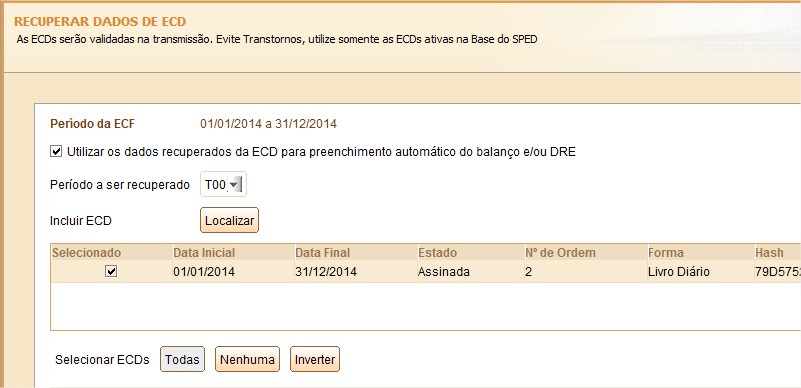 RECUPERAR DADOS DE ECD
As ECDs serão validadas na transmissão. Evite Transtornos, utilize somente as ECDs ativas na Base do SPED
Período da ECF 01/01/2014 a 31/12/2014
Utilizar os dados recuperados da ECD para preenchimento automático do balanço e/ou DRE
Período a ser recuperado T00
Incluir ECD Localizar
Selecionado Data Inicial Data Final Estado Nº de Ordem Forma Hash
01/01/2014 31/12/2014 Assinada 2 Livro Diário 79D575
Selecionar ECDs Todas Nenhuma Inverter